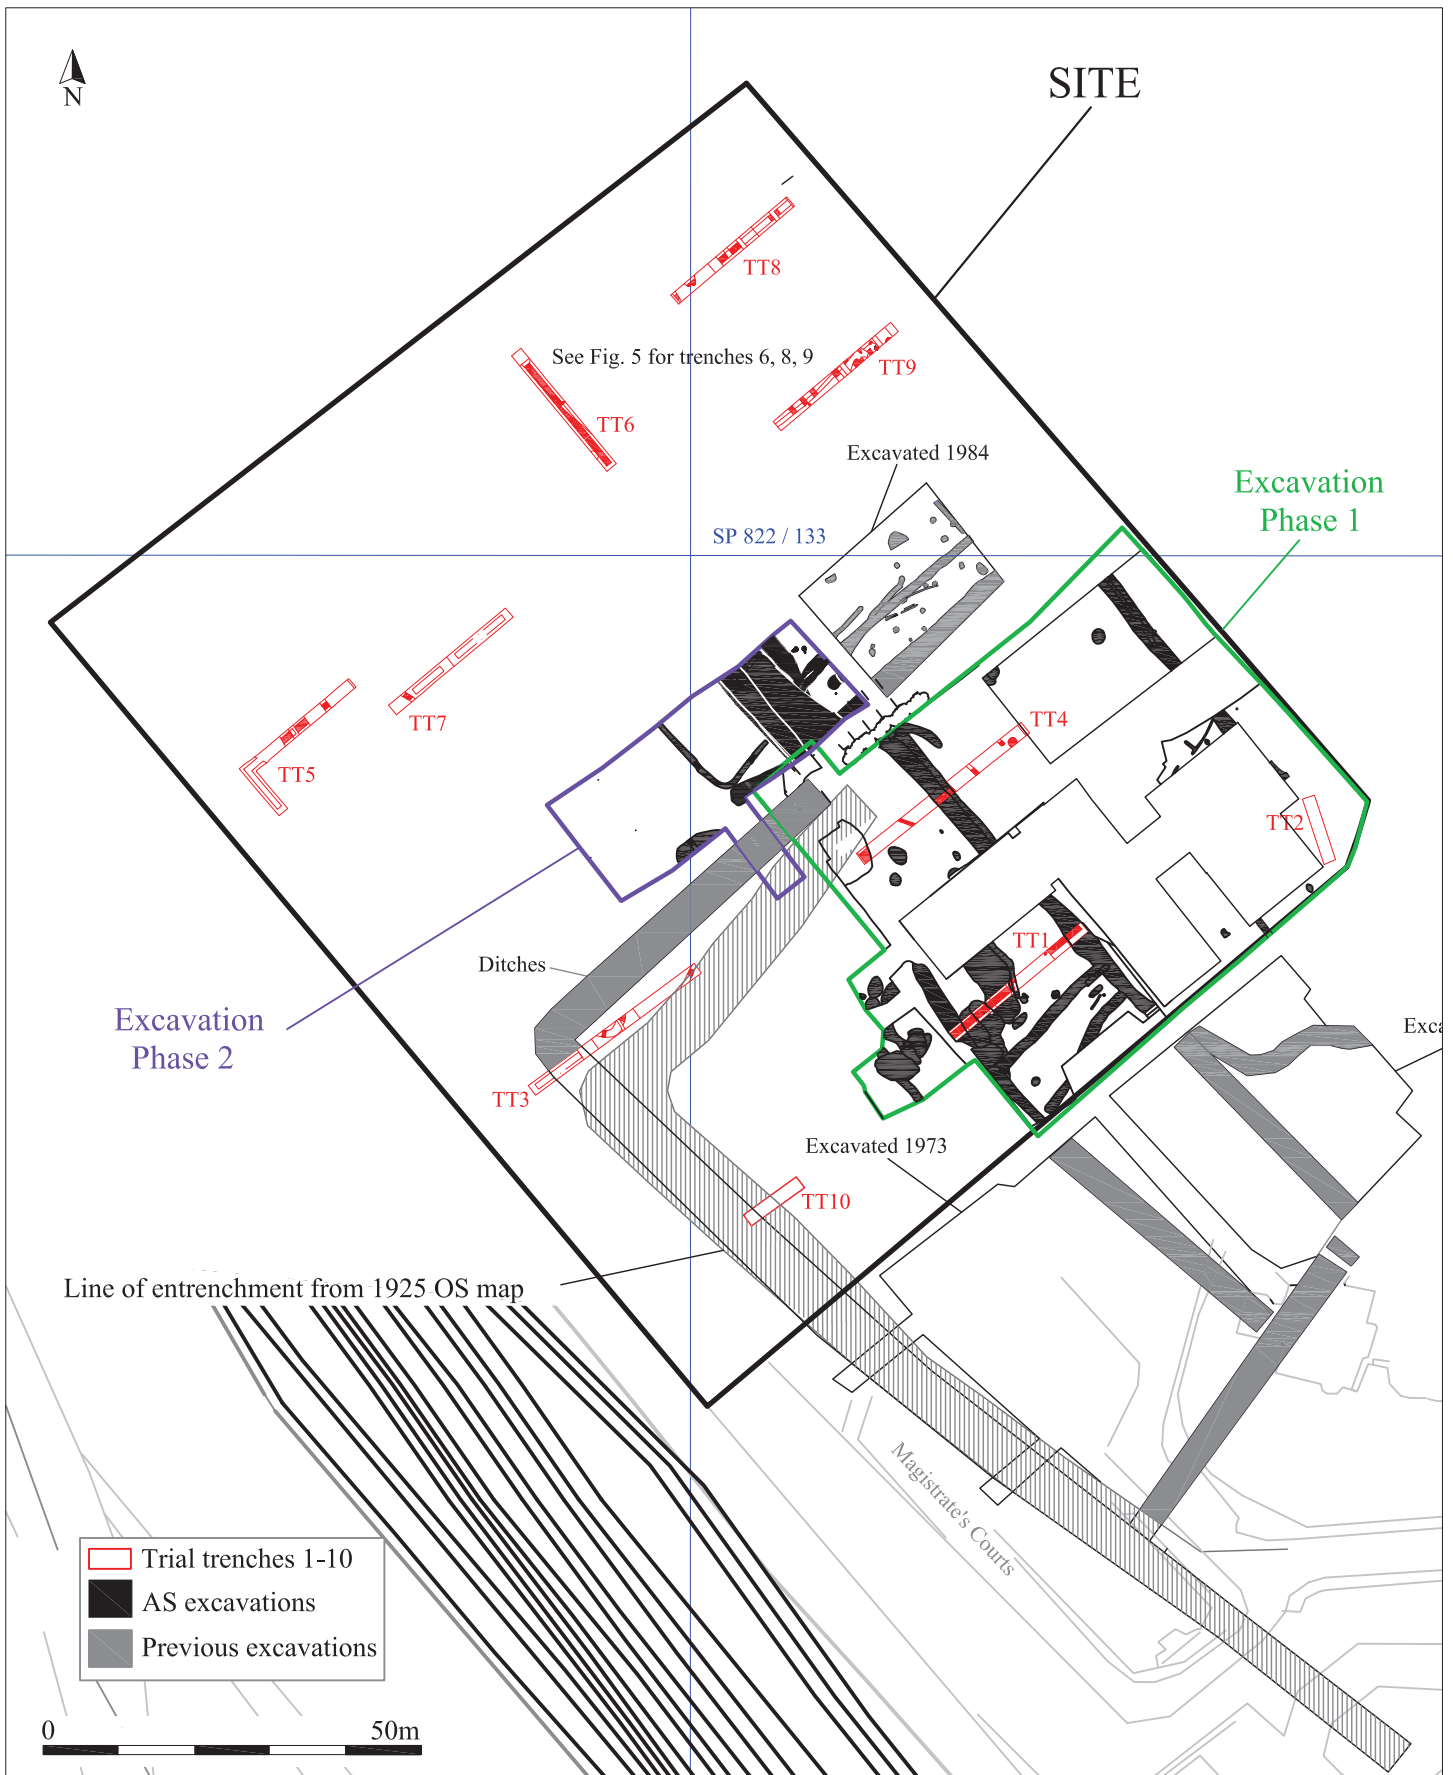 N
SITE
TT8
See Fig. 5 for trenches 6, 8, 9
TT9
TT6
Excavated 1984
Excavation
Phase 1
SP 822 / 133
TT7
TT4
TT5
TT2
TT1
Ditches
Excavation
Phase 2
Exca
TT3
Excavated 1973
TT10
Line of entrenchment from 1925 OS map
Magistrate's Courts
Trial trenches 1-10
AS excavations
Previous excavations
0 50m